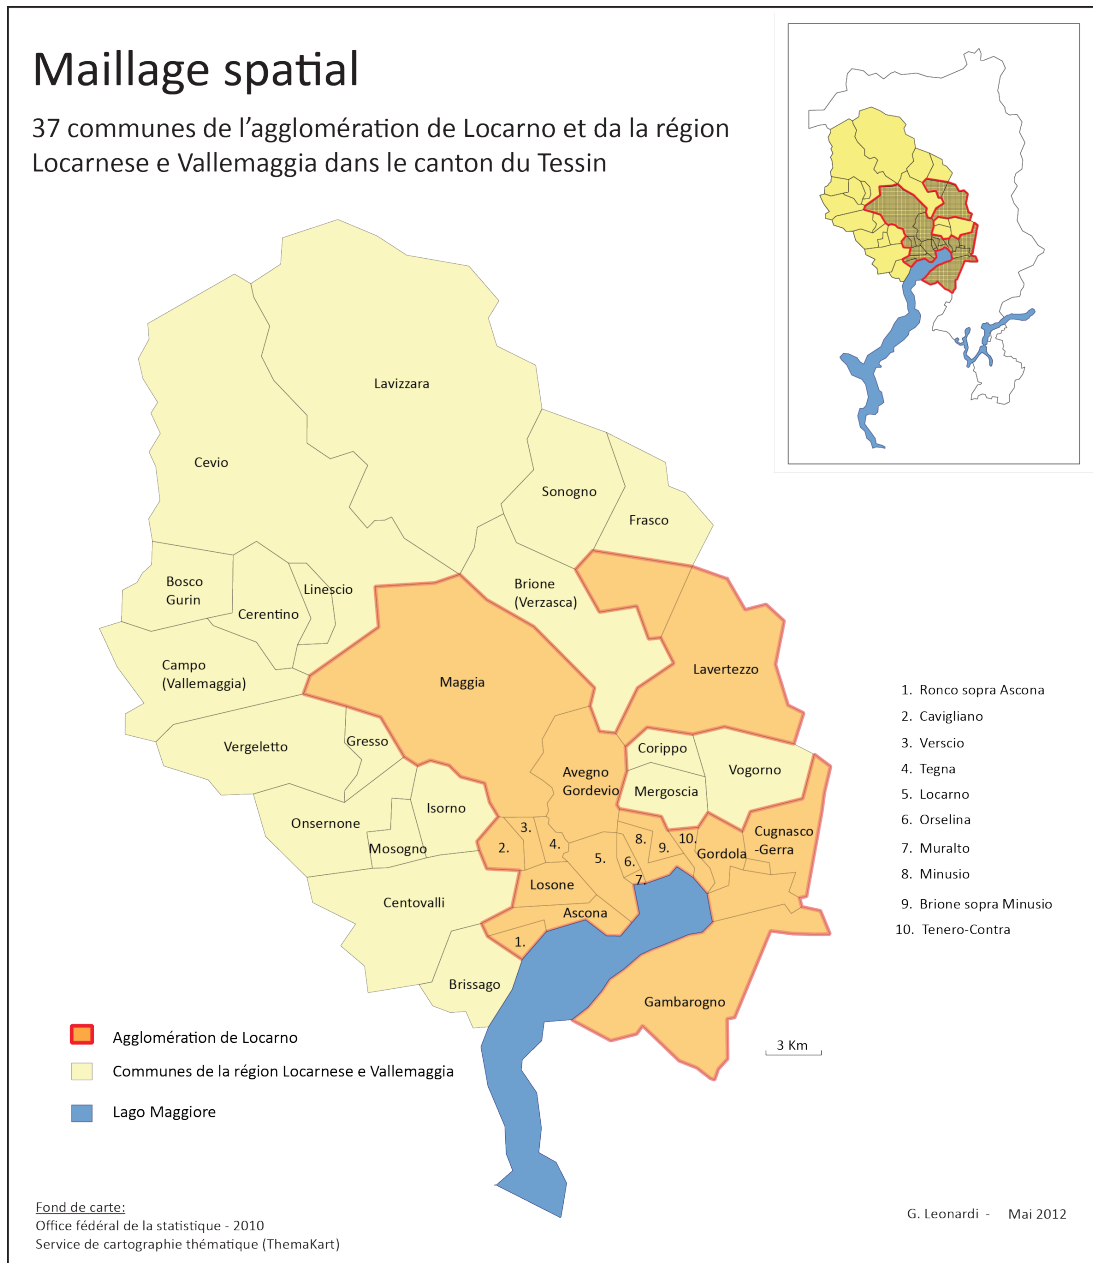 Maillage spatial
37 communes de l'agglomération de Locarno et da la région
Locarnese e Vallemaggia dans le canton du Tessin
Lavizzara
Cevio
Sonogno
Frasco
Bosco
Gurin
Cerentino
Linescio
Brione
(Verzasca)
Campo
(Vallemaggia)
Maggia
Lavertezzo
Vergeletto
Gresso
Corippo
Vogorno
Mergoscia
Avegno
Gordevio
Isorno
Onsernone
Mosogno
Cugnasco
-Gerra
Gordola
2.
3.
4.
5.
6.
7.
8.
9.
10.
Losone
Ascona
Centovalli
1.
Brissago
Gambarogno
1. Ronco sopra Ascona
2. Cavigliano
3. Verscio
4. Tegna
5. Locarno
6. Orselina
7. Muralto
8. Minusio
9. Brione sopra Minusio
10. Tenero-Contra
3 Km
Agglomération de Locarno
Communes de la région Locarnese e Vallemaggia
Lago Maggiore
Fond de carte:
Office fédéral de la statistique - 2010
Service de cartographie thématique (ThemaKart)
G. Leonardi - Mai 2012